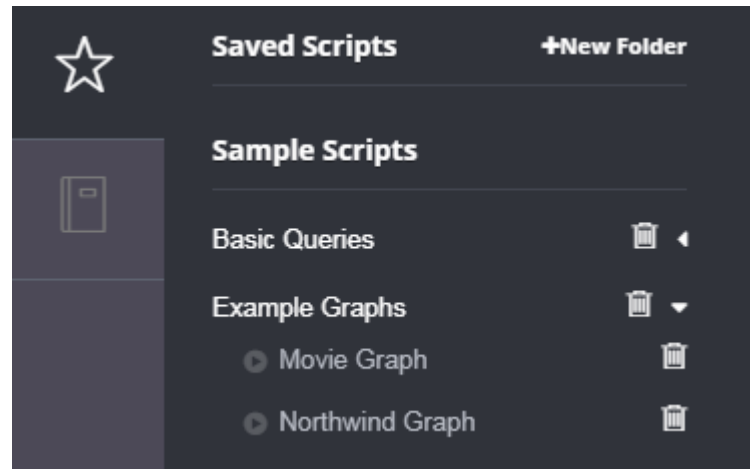 Saved Scripts +New Folder
Sample Scripts
Basic Queries
Example Graphs
Movie Graph
Northwind Graph